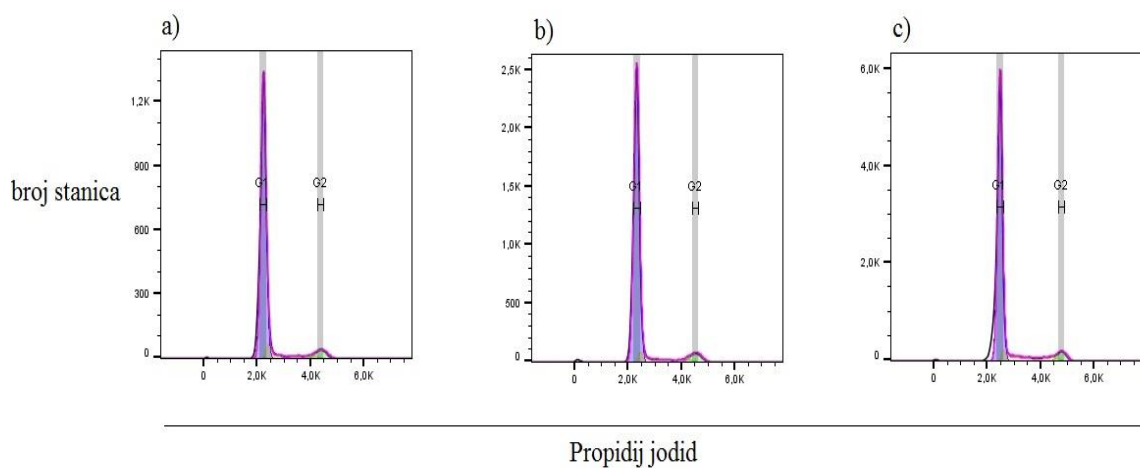 a)
1,2K
900
600
300
0
G1
G2
0
2,0K
4,0K
6,0K
b)
2,5K
2,0K
1,5K
1,0K
500
0
G1
G2
0
2,0K
4,0K
6,0K
c)
6,0K
4,0K
2,0K
0
G1
G2
0
2,0K
4,0K
6,0K
broj stanica
Propidij jodid